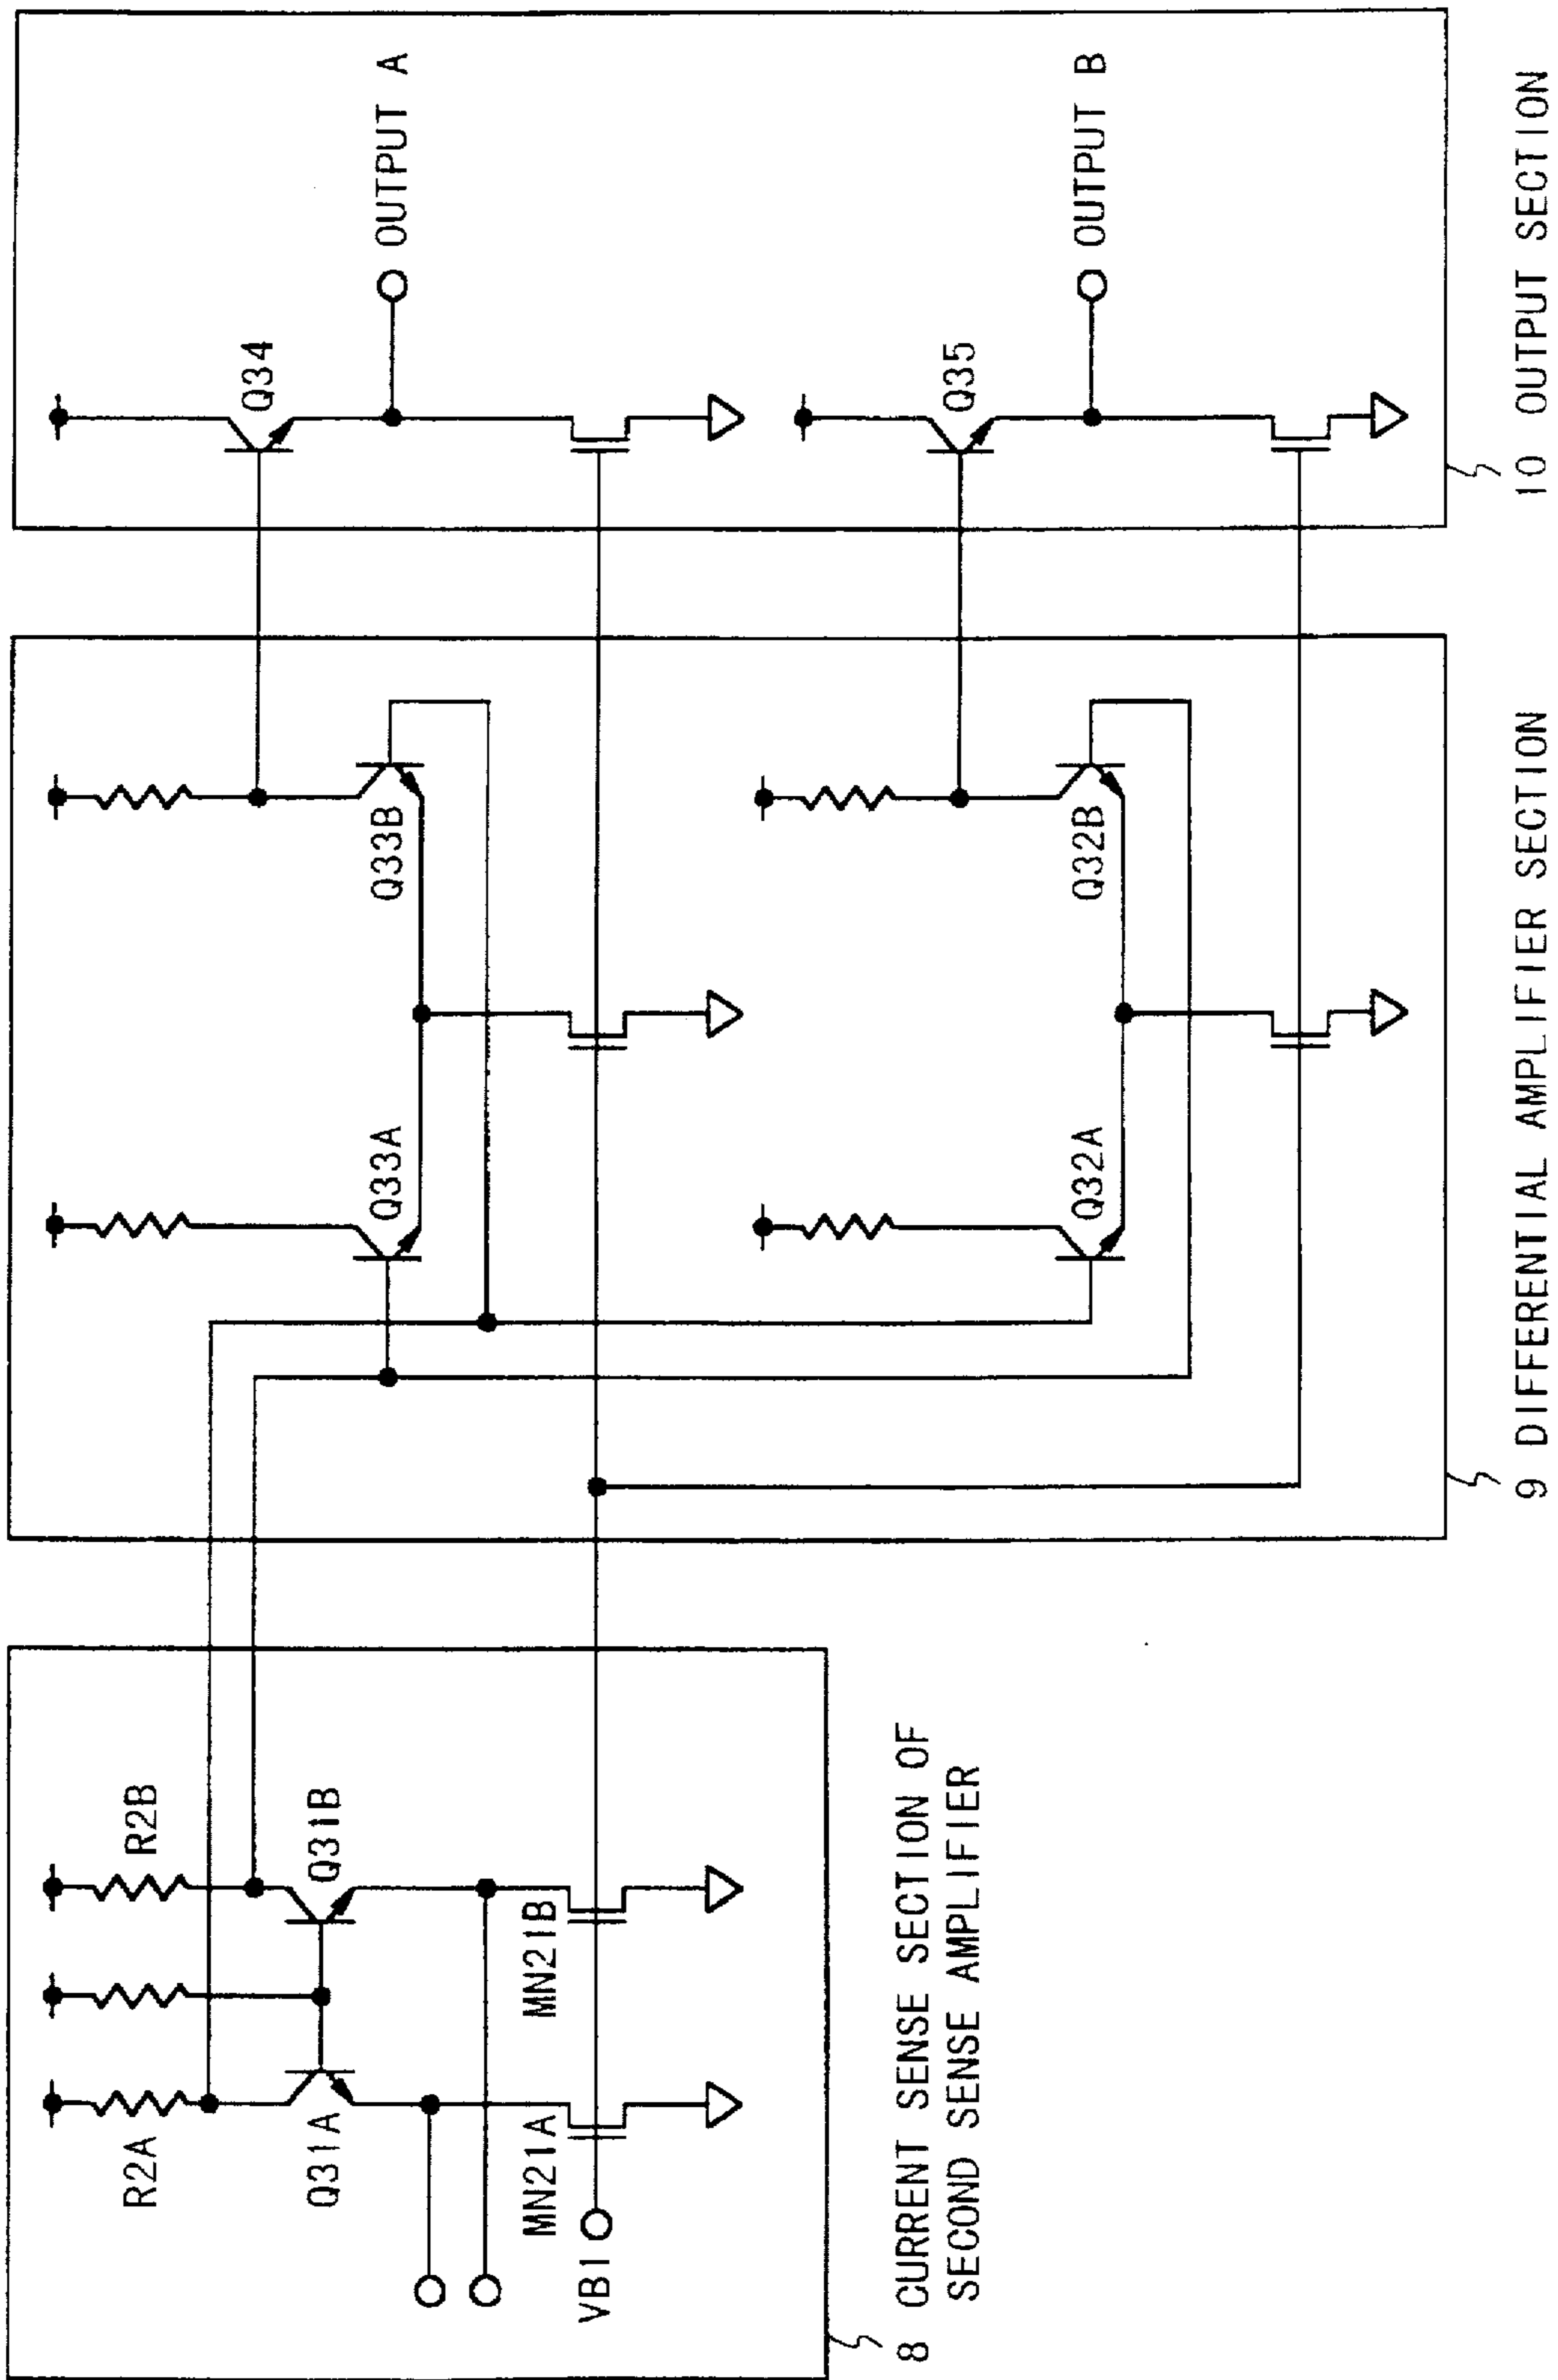 R2A
R2B
Q31A
Q31B
MN21A
MN21B
VB1
8 CURRENT SENSE SECTION OF
SECOND SENSE AMPLIFIER
Q33A
Q33B
Q32A
Q32B
9 DIFFERENTIAL AMPLIFIER SECTION
Q34
OUTPUT A
Q35
OUTPUT B
10 OUTPUT SECTION